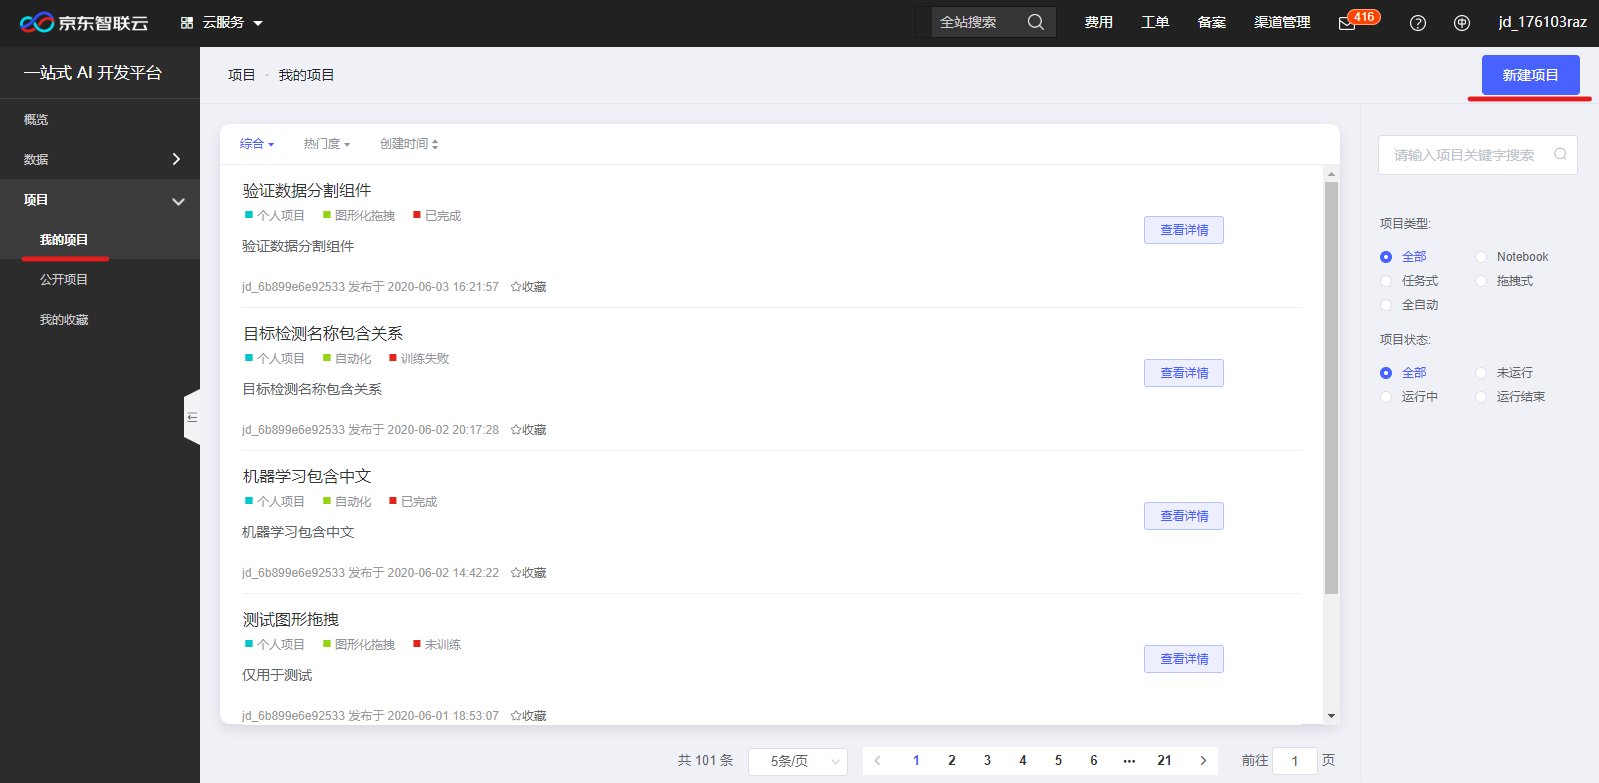 京东智联云 云服务 全站搜索 费用 工单 备案 渠道管理 416 jd_176103raz
一站式 AI 开发平台
概览
数据
项目
我的项目
公开项目
我的收藏
项目 - 我的项目 新建项目
综合 热门度 创建时间
验证数据分割组件
个人项目 图形化拖拽 已完成
验证数据分割组件
查看详情
jd_6b899e6e92533 发布于 2020-06-03 16:21:57 收藏
目标检测名称包含关系
个人项目 自动化 训练失败
目标检测名称包含关系
查看详情
jd_6b899e6e92533 发布于 2020-06-02 20:17:28 收藏
机器学习包含中文
个人项目 自动化 已完成
机器学习包含中文
查看详情
jd_6b899e6e92533 发布于 2020-06-02 14:42:22 收藏
测试图形拖拽
个人项目 图形化拖拽 未训练
仅用于测试
查看详情
jd_6b899e6e92533 发布于 2020-06-01 18:53:07 收藏
共 101 条 5条/页 1 2 3 4 5 6 ••• 21 前往 1 页
请输入项目关键字搜索
项目类型:
全部 Notebook
任务式 拖拽式
全自动
项目状态:
全部 未运行
运行中 运行结束